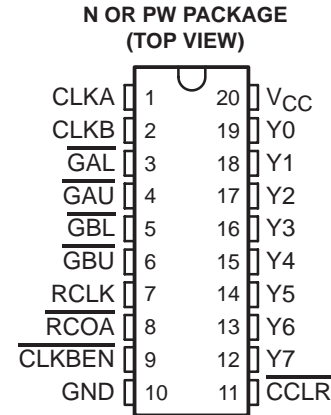 N OR PW PACKAGE
(TOP VIEW)
CLKA 1 20 VCC
CLKB 2 19 Y0
GAL 3 18 Y1
GAU 4 17 Y2
GBL 5 16 Y3
GBU 6 15 Y4
RCLK 7 14 Y5
RCOA 8 13 Y6
CLKBEN 9 12 Y7
GND 10 11 CCLR